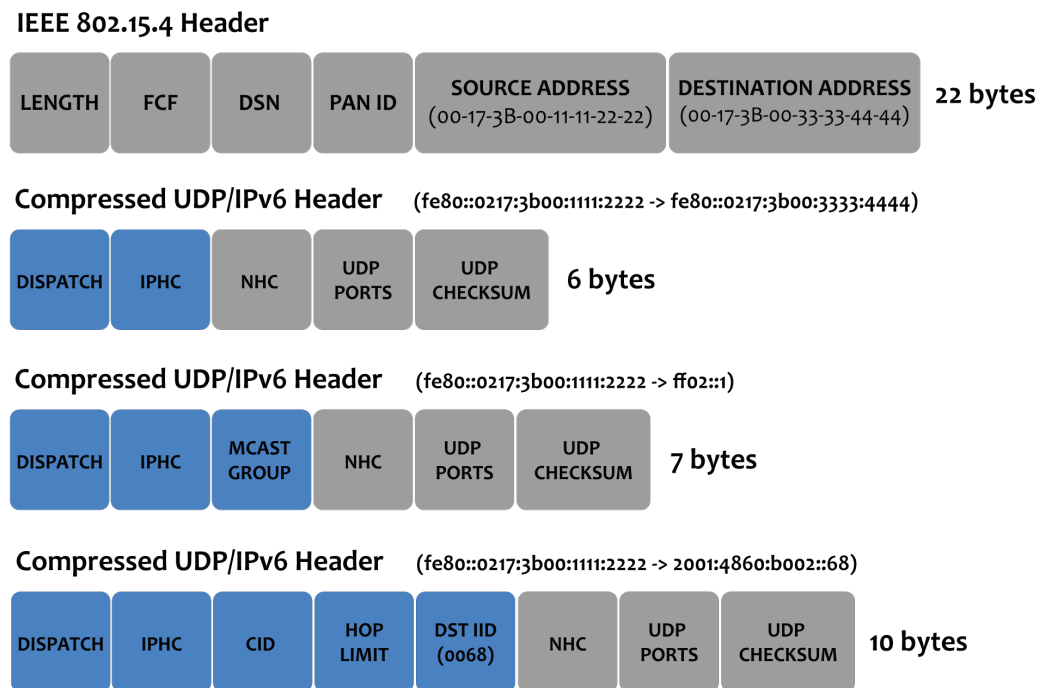 IEEE 802.15.4 Header
LENGTH
FCF
DSN
PAN ID
SOURCE ADDRESS
(00-17-3B-00-11-11-22-22)
DESTINATION ADDRESS
(00-17-3B-00-33-33-44-44)
22 bytes
Compressed UDP/IPv6 Header (fe80::0217:3b00:1111:2222 -> fe80::0217:3b00:3333:4444)
DISPATCH
IPHC
NHC
UDP
PORTS
UDP
CHECKSUM
6 bytes
Compressed UDP/IPv6 Header (fe80::0217:3b00:1111:2222 -> ff02::1)
DISPATCH
IPHC
MCAST
GROUP
NHC
UDP
PORTS
UDP
CHECKSUM
7 bytes
Compressed UDP/IPv6 Header (fe80::0217:3b00:1111:2222 -> 2001:4860:b002::68)
DISPATCH
IPHC
CID
HOP
LIMIT
DST IID
(0068)
NHC
UDP
PORTS
UDP
CHECKSUM
10 bytes